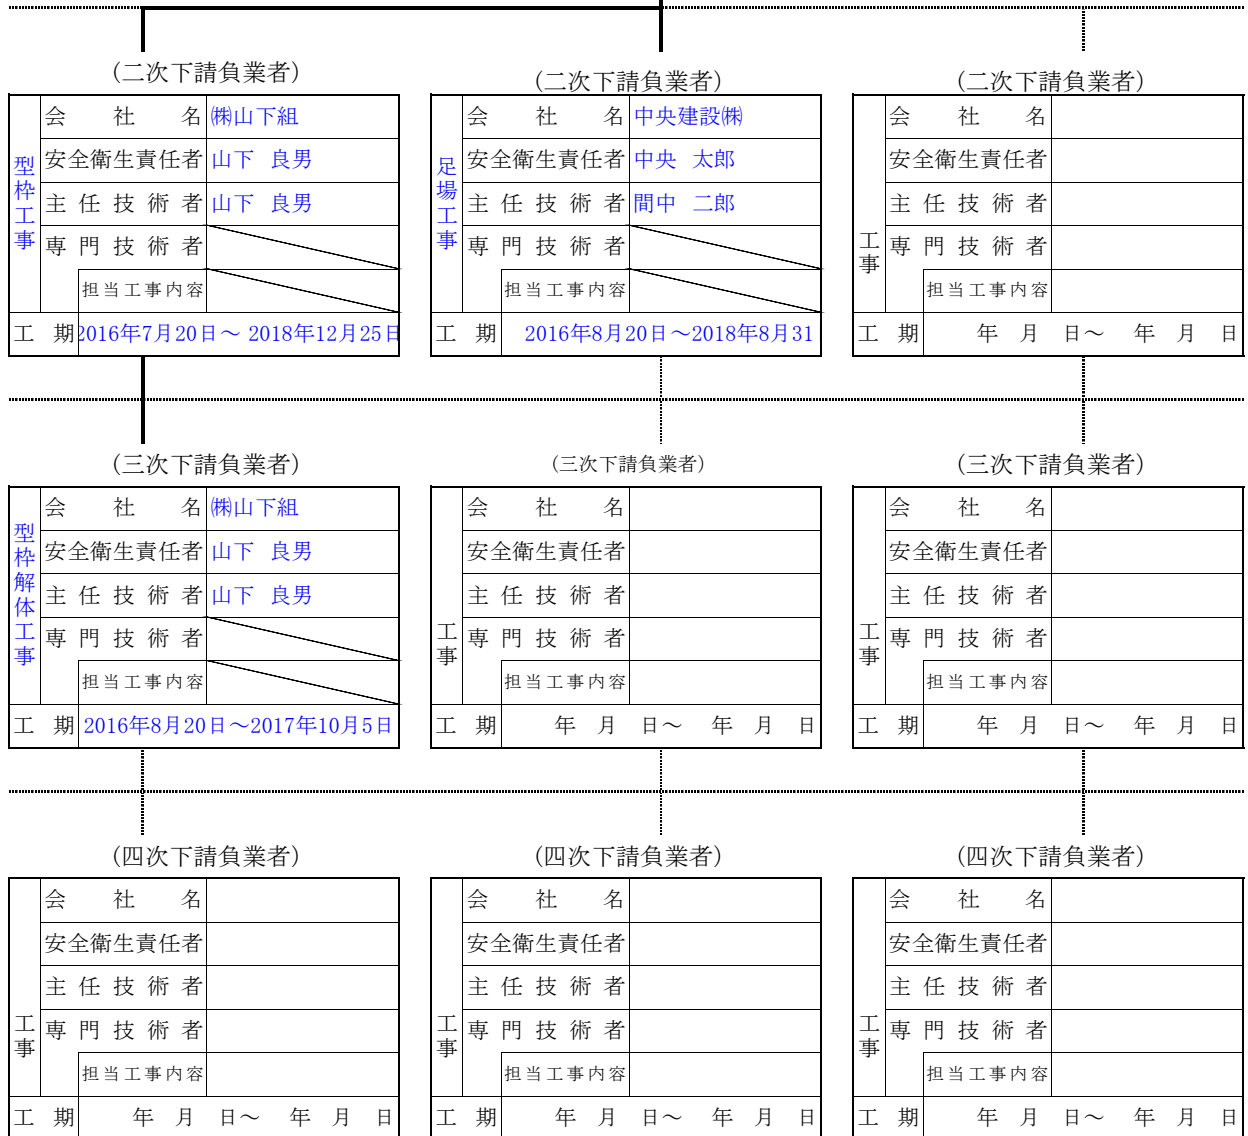 (二次下請負業者)
型枠工事
会社名 ㈱山下組
安全衛生責任者 山下 良男
主任技術者 山下 良男
専門技術者
担当工事内容
工期 2016年7月20日～ 2018年12月25日
(二次下請負業者)
足場工事
会社名 中央建設㈱
安全衛生責任者 中央 太郎
主任技術者 間中 二郎
専門技術者
担当工事内容
工期 2016年8月20日～2018年8月31
(二次下請負業者)
工事
会社名
安全衛生責任者
主任技術者
専門技術者
担当工事内容
工期 年 月 日～ 年 月 日
(三次下請負業者)
型枠解体工事
会社名 ㈱山下組
安全衛生責任者 山下 良男
主任技術者 山下 良男
専門技術者
担当工事内容
工期 2016年8月20日～2017年10月5日
(三次下請負業者)
工事
会社名
安全衛生責任者
主任技術者
専門技術者
担当工事内容
工期 年 月 日～ 年 月 日
(三次下請負業者)
工事
会社名
安全衛生責任者
主任技術者
専門技術者
担当工事内容
工期 年 月 日～ 年 月 日
(四次下請負業者)
工事
会社名
安全衛生責任者
主任技術者
専門技術者
担当工事内容
工期 年 月 日～ 年 月 日
(四次下請負業者)
工事
会社名
安全衛生責任者
主任技術者
専門技術者
担当工事内容
工期 年 月 日～ 年 月 日
(四次下請負業者)
工事
会社名
安全衛生責任者
主任技術者
専門技術者
担当工事内容
工期 年 月 日～ 年 月 日